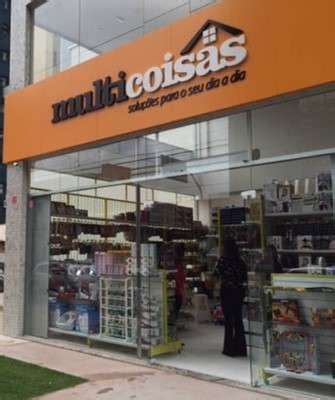 multicoisas
soluções para o seu dia a dia